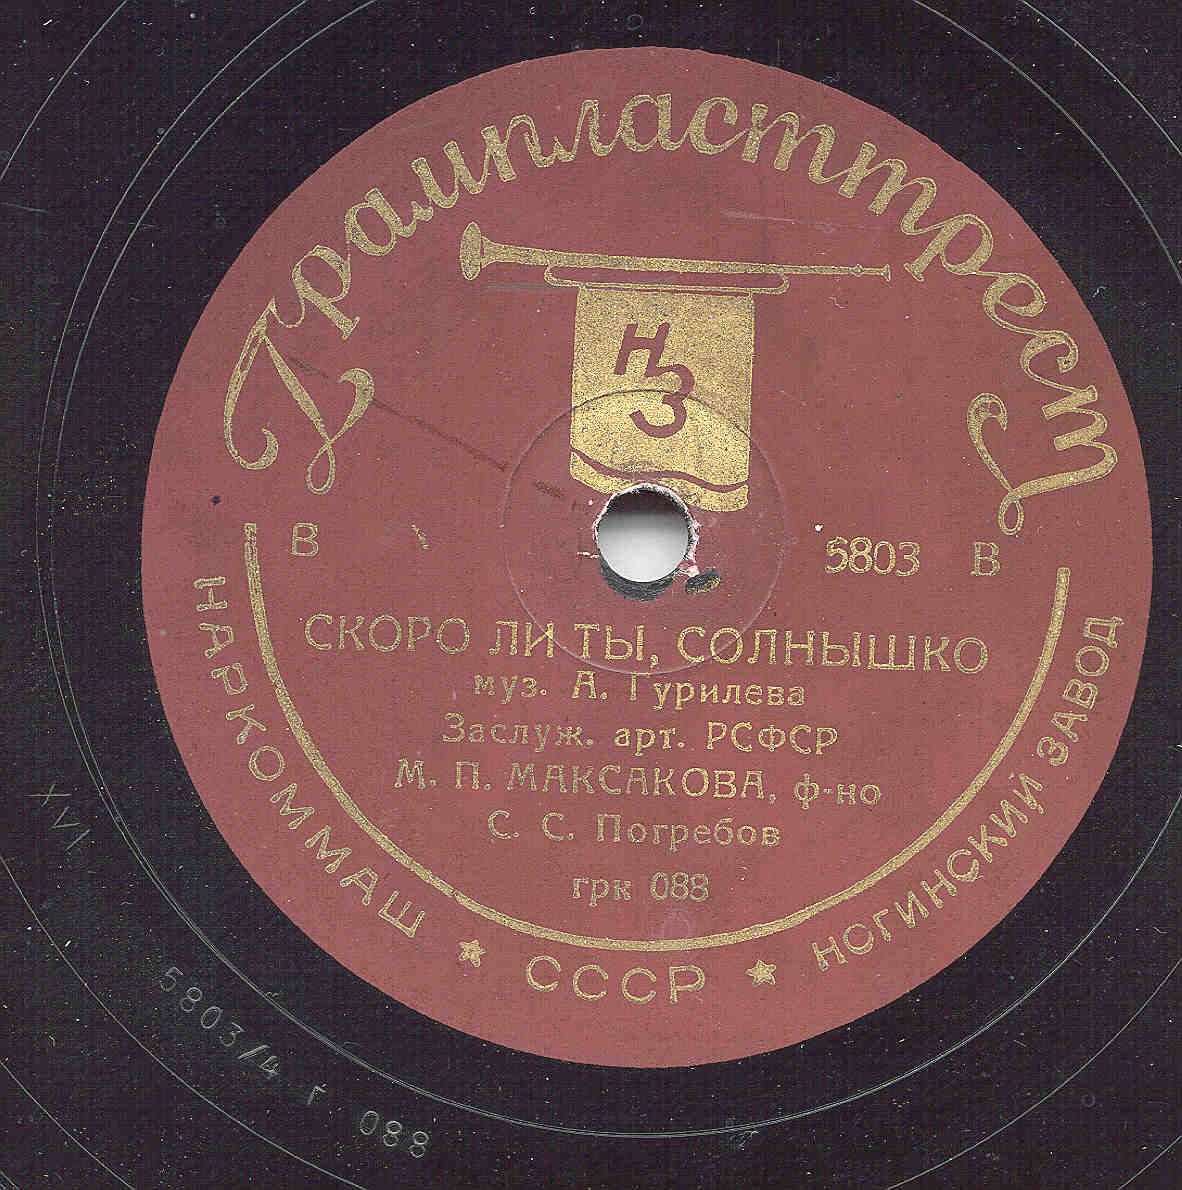 Грампласттрест
НЗ
В 5803 В
СКОРО ЛИ ТЫ, СОЛНЫШКО
муз. А. Гурилева
Заслуж. арт. РСФСР
М. П. МАКСАКОВА, ф-но
С. С. Погребов
грк 088
НАРКОММАШ ★ СССР ★ НОГИНСКИЙ ЗАВОД
XVI
5803/4 г 088